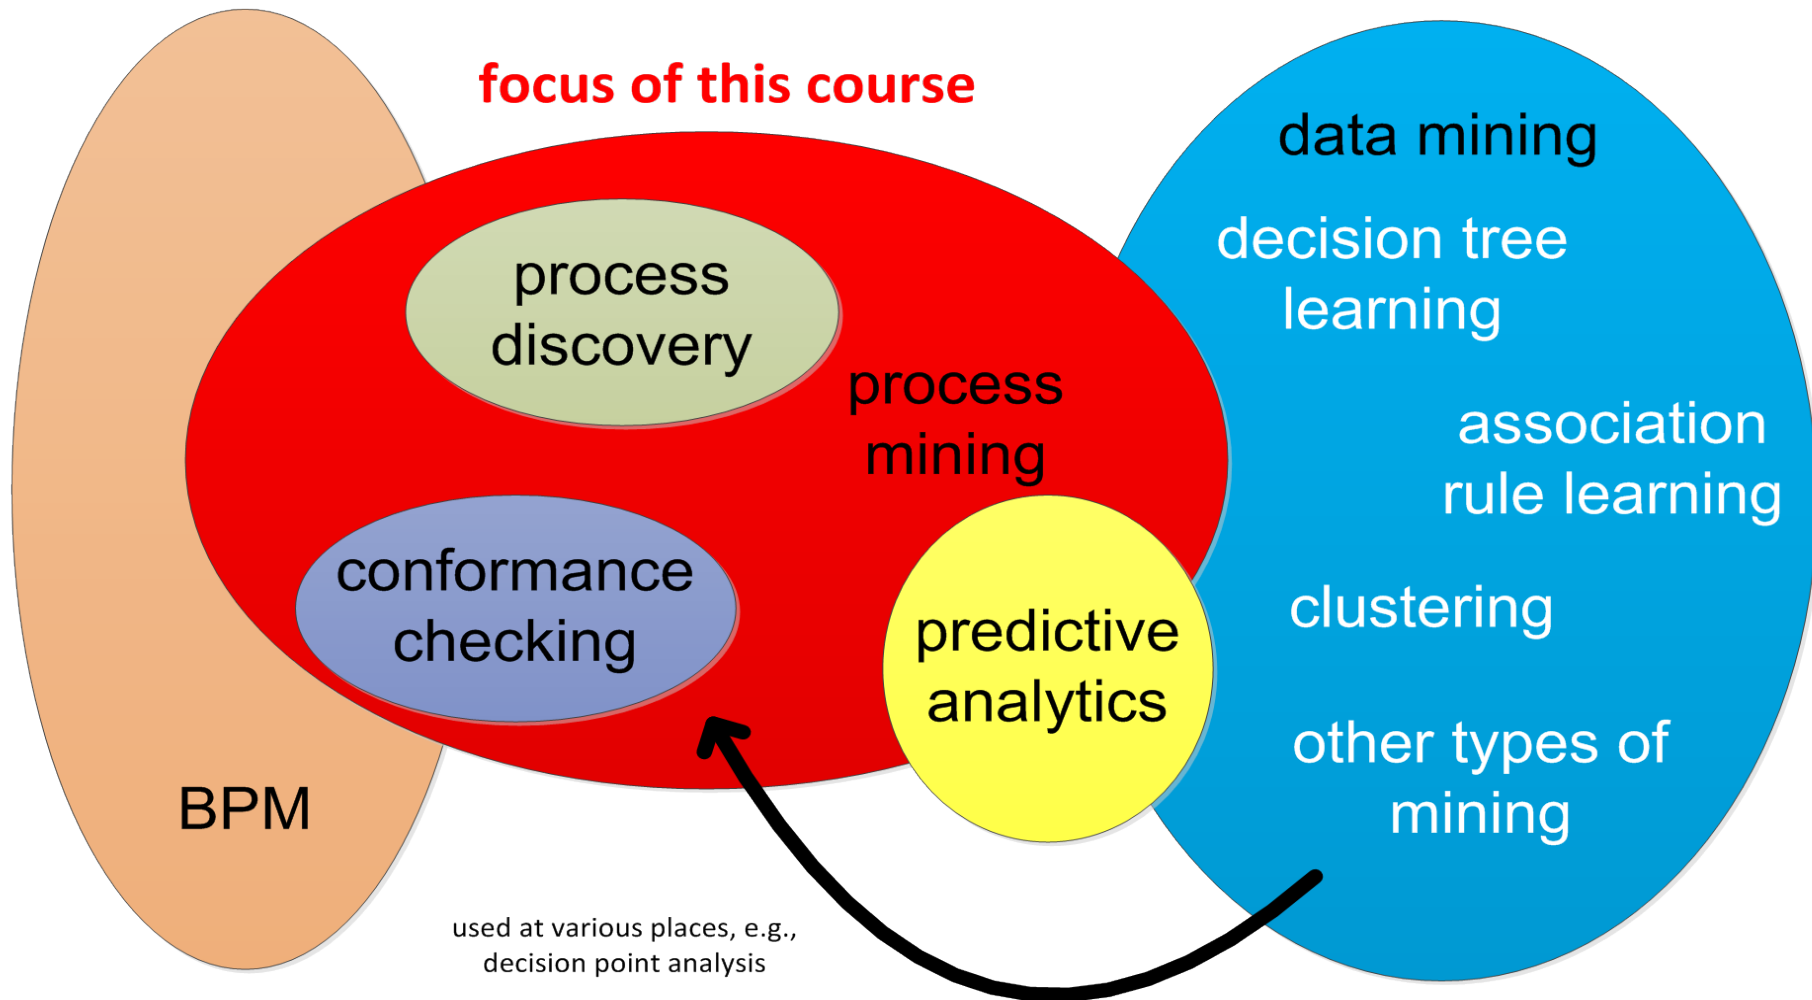 focus of this course
data mining
decision tree
learning
process
discovery
process
mining
association
rule learning
conformance
checking
predictive
analytics
clustering
other types of
mining
BPM
used at various places, e.g.,
decision point analysis